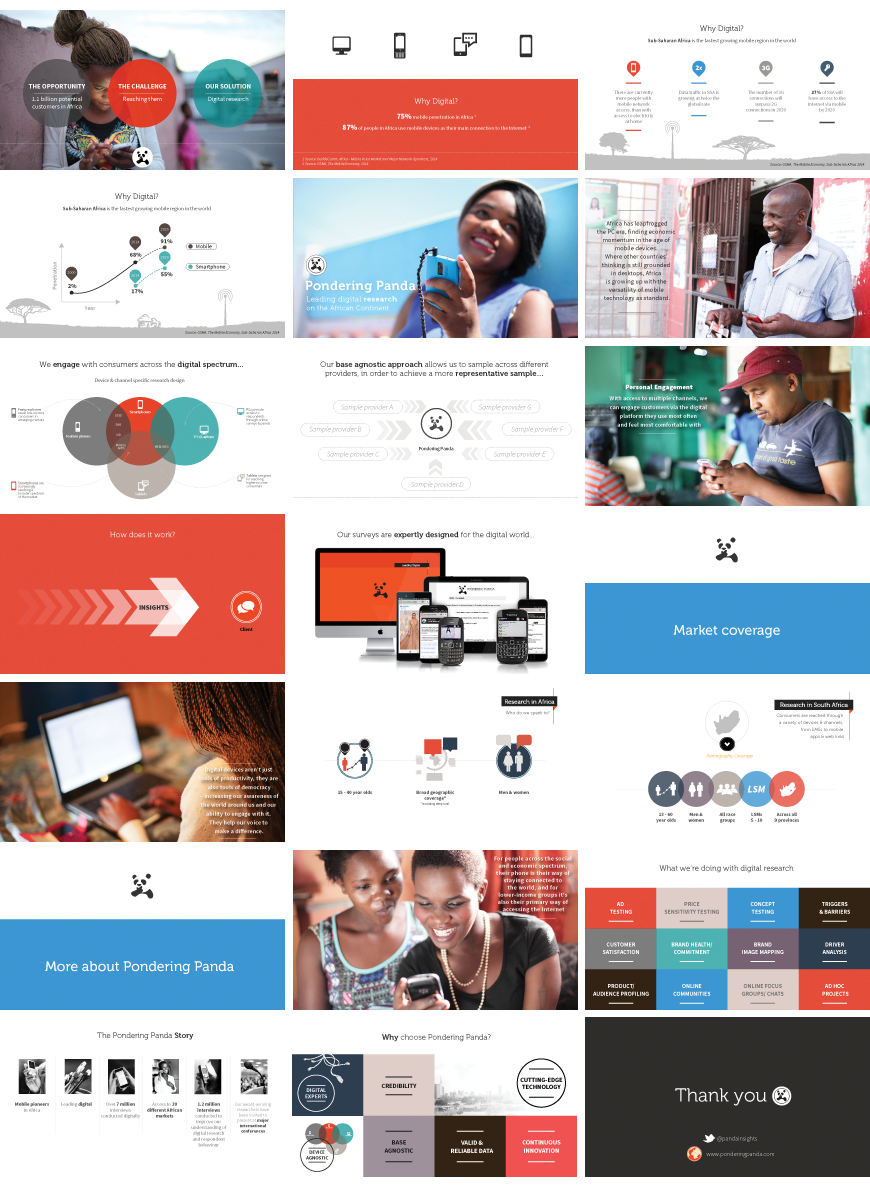 THE OPPORTUNITY
1.1 billion potential
customers in Africa
THE CHALLENGE
Reaching them
OUR SOLUTION
Digital research
Why Digital?
75% mobile penetration in Africa
87% of people in Africa use mobile devices as their main connection to the Internet
Why Digital?
Sub-Saharan Africa is the fastest growing mobile region in the world
There are currently
more people with
mobile network
access, than with
access to electricity
at home
2x
Data traffic in SSA is
growing at twice the
global rate
3G
The number of 3G
connections will
surpass 2G
connections in 2020
37% of SSA will
have access to the
Internet via mobile
by 2020
Source: GSMA, The Mobile Economy, Sub-Saharan Africa 2014
Why Digital?
Sub-Saharan Africa is the fastest growing mobile region in the world
Penetration
2%
68%
91%
17%
55%
Mobile
Smartphone
Year
Source: GSMA, The Mobile Economy, Sub-Saharan Africa 2014
Pondering Panda
Leading digital research
on the African Continent
Africa has leapfrogged
the PC era, finding economic
momentum in the age of
mobile devices.
Where other countries'
thinking is still grounded
in desktops, Africa
is growing up with the
versatility of mobile
technology as standard.
We engage with consumers across the digital spectrum...
Device & channel specific research design
Feature phones
Smartphones
PC/Laptops
Tablets
Our base agnostic approach allows us to sample across different
providers, in order to achieve a more representative sample...
Sample provider A
Sample provider B
Sample provider C
Sample provider G
Sample provider F
Sample provider E
Pondering Panda
Sample provider D
Personal Engagement
With access to multiple channels, we
can engage customers via the digital
platform they use most often
and feel most comfortable with
How does it work?
INSIGHTS
Client
Our surveys are expertly designed for the digital world..
Market coverage
Digital devices aren't just
tools of productivity, they are
also tools of democracy
- increasing our awareness of
the world around us and our
ability to engage with it.
They help our voice to
make a difference.
Research in Africa
Who do we speak to?
15 - 40 year olds
Broad geographic
coverage*
Men & women
Research in South Africa
Consumers are reached through
a variety of devices & channels,
from EMEs to mobile
apps & web field
Demographic Coverage
LSM
13 - 60
year olds
Men &
women
All race
groups
LSMs
5 - 10
Across all
9 provinces
More about Pondering Panda
For people across the social
and economic spectrum,
their phone is their way of
staying connected to
the world, and for
lower-income groups it's
also their primary way of
accessing the Internet
What we're doing with digital research
AD
TESTING
PRICE
SENSITIVITY TESTING
CONCEPT
TESTING
TRIGGERS
& BARRIERS
CUSTOMER
SATISFACTION
BRAND HEALTH/
COMMITMENT
BRAND
IMAGE MAPPING
DRIVER
ANALYSIS
PRODUCT/
AUDIENCE PROFILING
ONLINE
COMMUNITIES
ONLINE FOCUS
GROUPS/ CHATS
AD HOC
PROJECTS
The Pondering Panda Story
Mobile pioneers
in Africa
Leading digital
Over 7 million
interviews
conducted digitally
Access to 20
different African
markets
1.2 million
interviews
conducted to
improve our
understanding of
digital research
and respondent
behaviour
Our award-winning
researchers have
been invited to
present at major
international
conferences
Why choose Pondering Panda?
DIGITAL
EXPERTS
CREDIBILITY
CUTTING-EDGE
TECHNOLOGY
DEVICE
AGNOSTIC
BASE
AGNOSTIC
VALID &
RELIABLE DATA
CONTINUOUS
INNOVATION
Thank you
@pandainsights
www.ponderingpanda.com